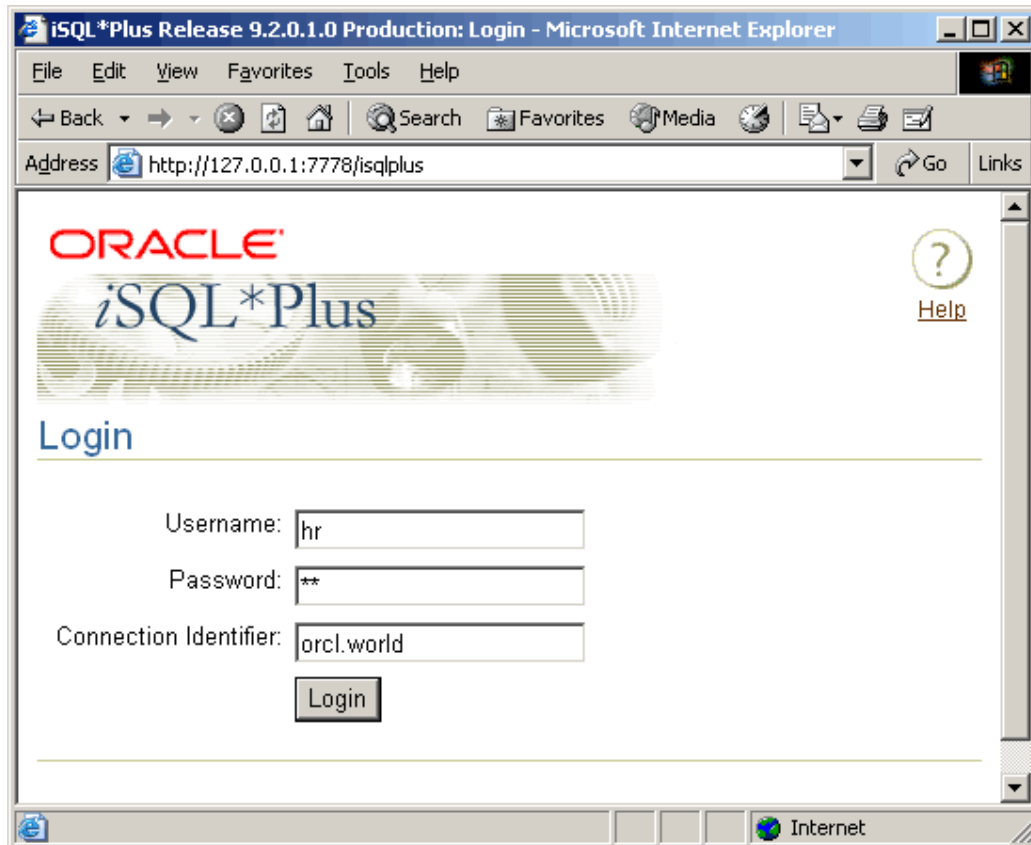 iSQL*Plus Release 9.2.0.1.0 Production: Login - Microsoft Internet Explorer
File Edit View Favorites Tools Help
Back Search Favorites Media
Address http://127.0.0.1:7778/isqlplus Go Links
ORACLE
iSQL*Plus
?
Help
Login
Username: hr
Password: **
Connection Identifier: orcl.world
Login
Internet